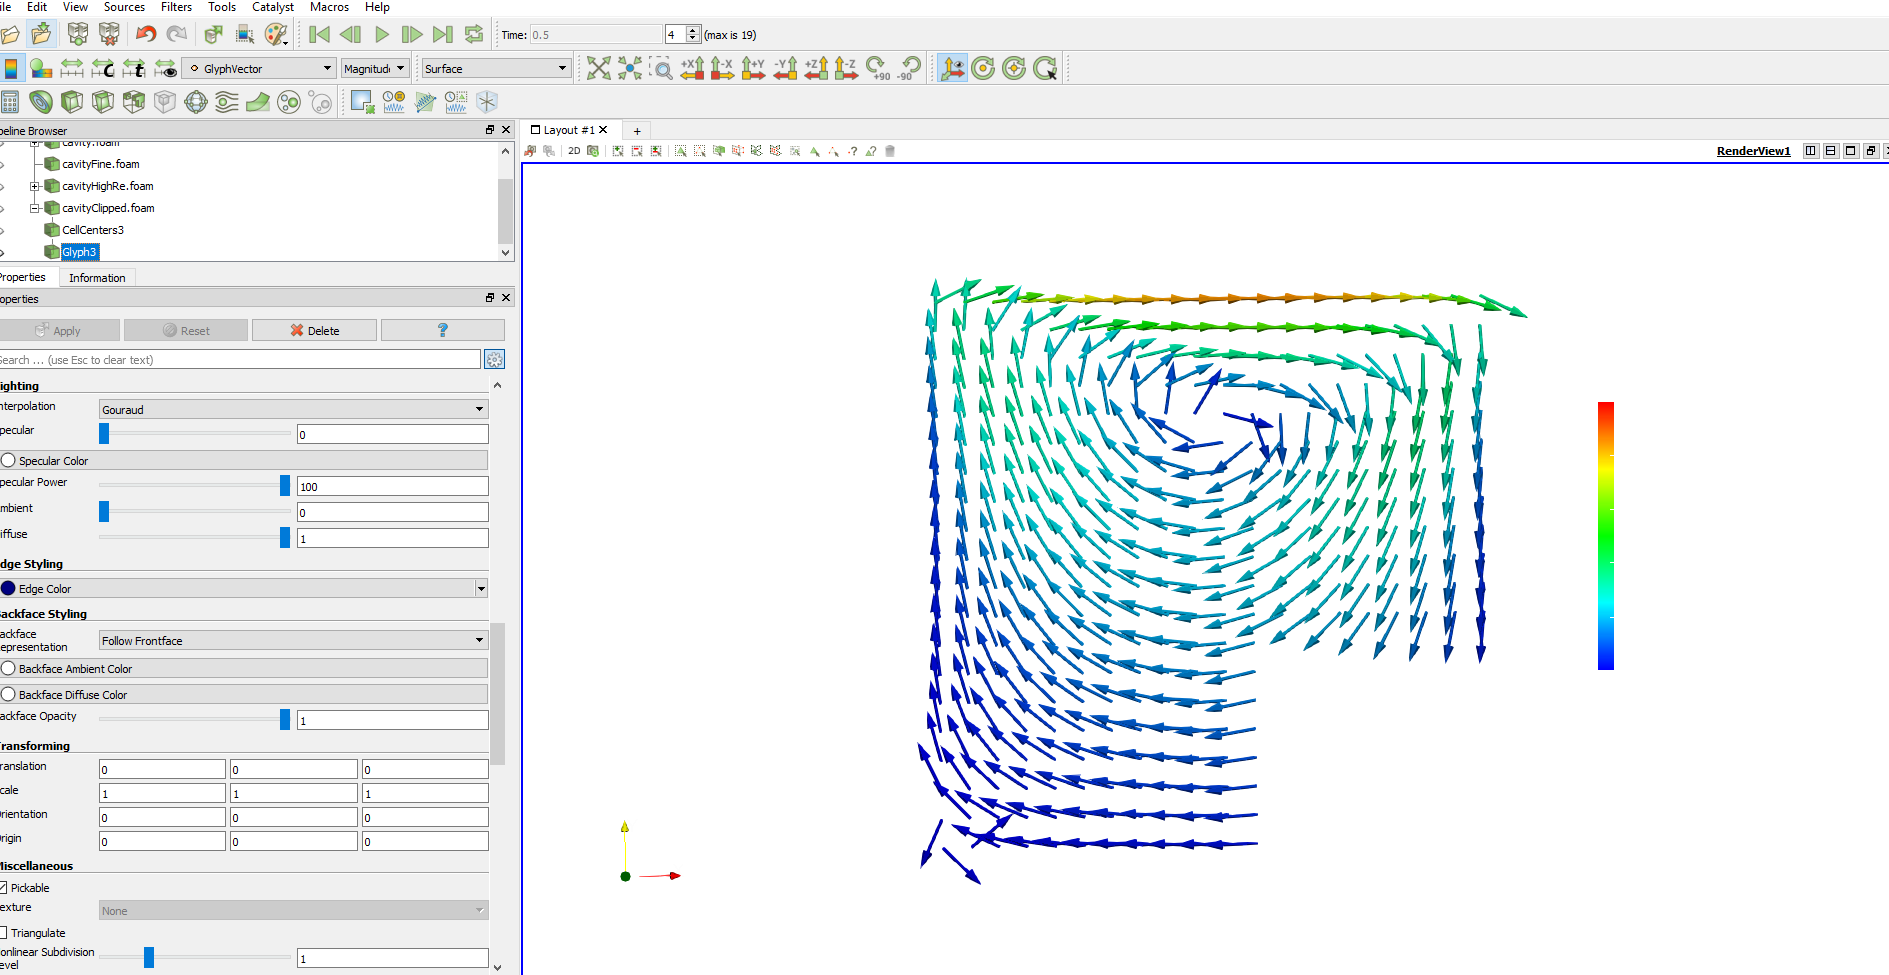 ile Edit View Sources Filters Tools Catalyst Macros Help
Time: 0.5 4 (max is 19)
GlyphVector Magnitude Surface
+X -X +Y -Y +Z -Z +90 -90
peline Browser
Layout #1 +
cavity.foam
2D
RenderView1
cavityFine.foam
cavityHighRe.foam
cavityClipped.foam
CellCenters3
Glyph3
Properties Information
operties
Apply Reset Delete ?
Search ... (use Esc to clear text)
ighting
nterpolation Gouraud
pecular 0
Specular Color
pecular Power 100
mbient 0
iffuse 1
dge Styling
Edge Color
Backface Styling
ackface
epresentation Follow Frontface
Backface Ambient Color
Backface Diffuse Color
ackface Opacity 1
Transforming
ranslation 0 0 0
cale 1 1 1
Orientation 0 0 0
Origin 0 0 0
Miscellaneous
Pickable
exture None
Triangulate
onlinear Subdivision
evel 1